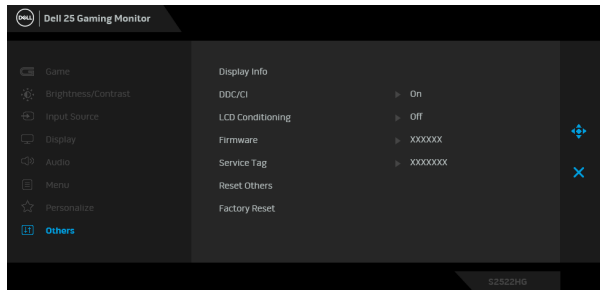 DELL
Dell 25 Gaming Monitor
Game
Brightness/Contrast
Input Source
Display
Audio
Menu
Personalize
Others
Display Info
DDC/CI
On
LCD Conditioning
Off
Firmware
XXXXXX
Service Tag
XXXXXXX
Reset Others
Factory Reset
S2522HG